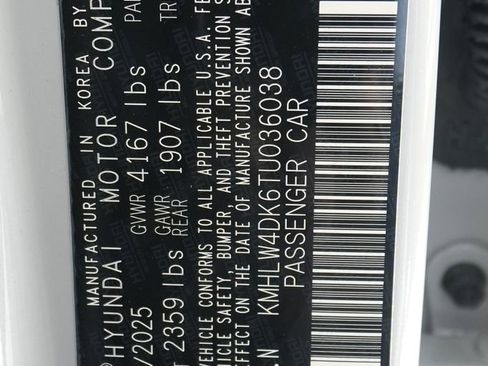 MANUFACTURED IN KOREA BY
HYUNDAI MOTOR COMP
/2025 GVWR 4167 lbs PA
GAWR
T 2359 lbs REAR 1907 lbs TR
VEHICLE CONFORMS TO ALL APPLICABLE U.S.A. FE
VEHICLE SAFETY, BUMPER, AND THEFT PREVENTION S
EFFECT ON THE DATE OF MANUFACTURE SHOWN AB
.N KMHLW4DK6TU036038
PASSENGER CAR